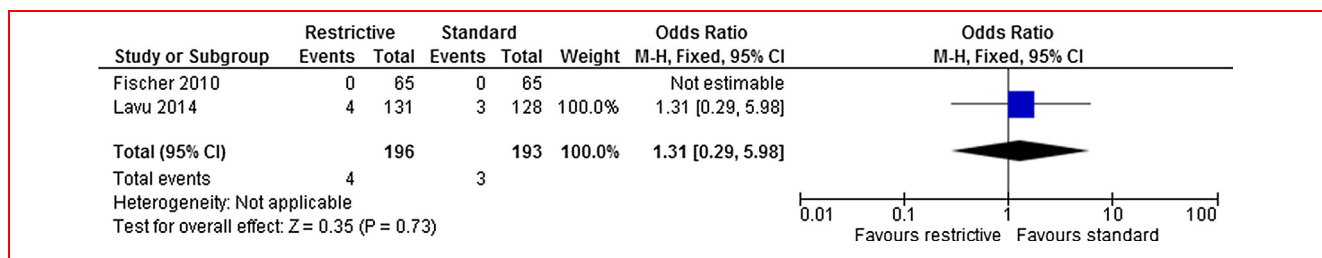 Restrictive Standard Odds Ratio Odds Ratio
Study or Subgroup Events Total Events Total Weight M-H, Fixed, 95% CI M-H, Fixed, 95% CI
Fischer 2010 0 65 0 65 Not estimable
Lavu 2014 4 131 3 128 100.0% 1.31 [0.29, 5.98]
Total (95% CI) 196 193 100.0% 1.31 [0.29, 5.98]
Total events 4 3
Heterogeneity: Not applicable
Test for overall effect: Z = 0.35 (P = 0.73)
0.01 0.1 1 10 100
Favours restrictive Favours standard